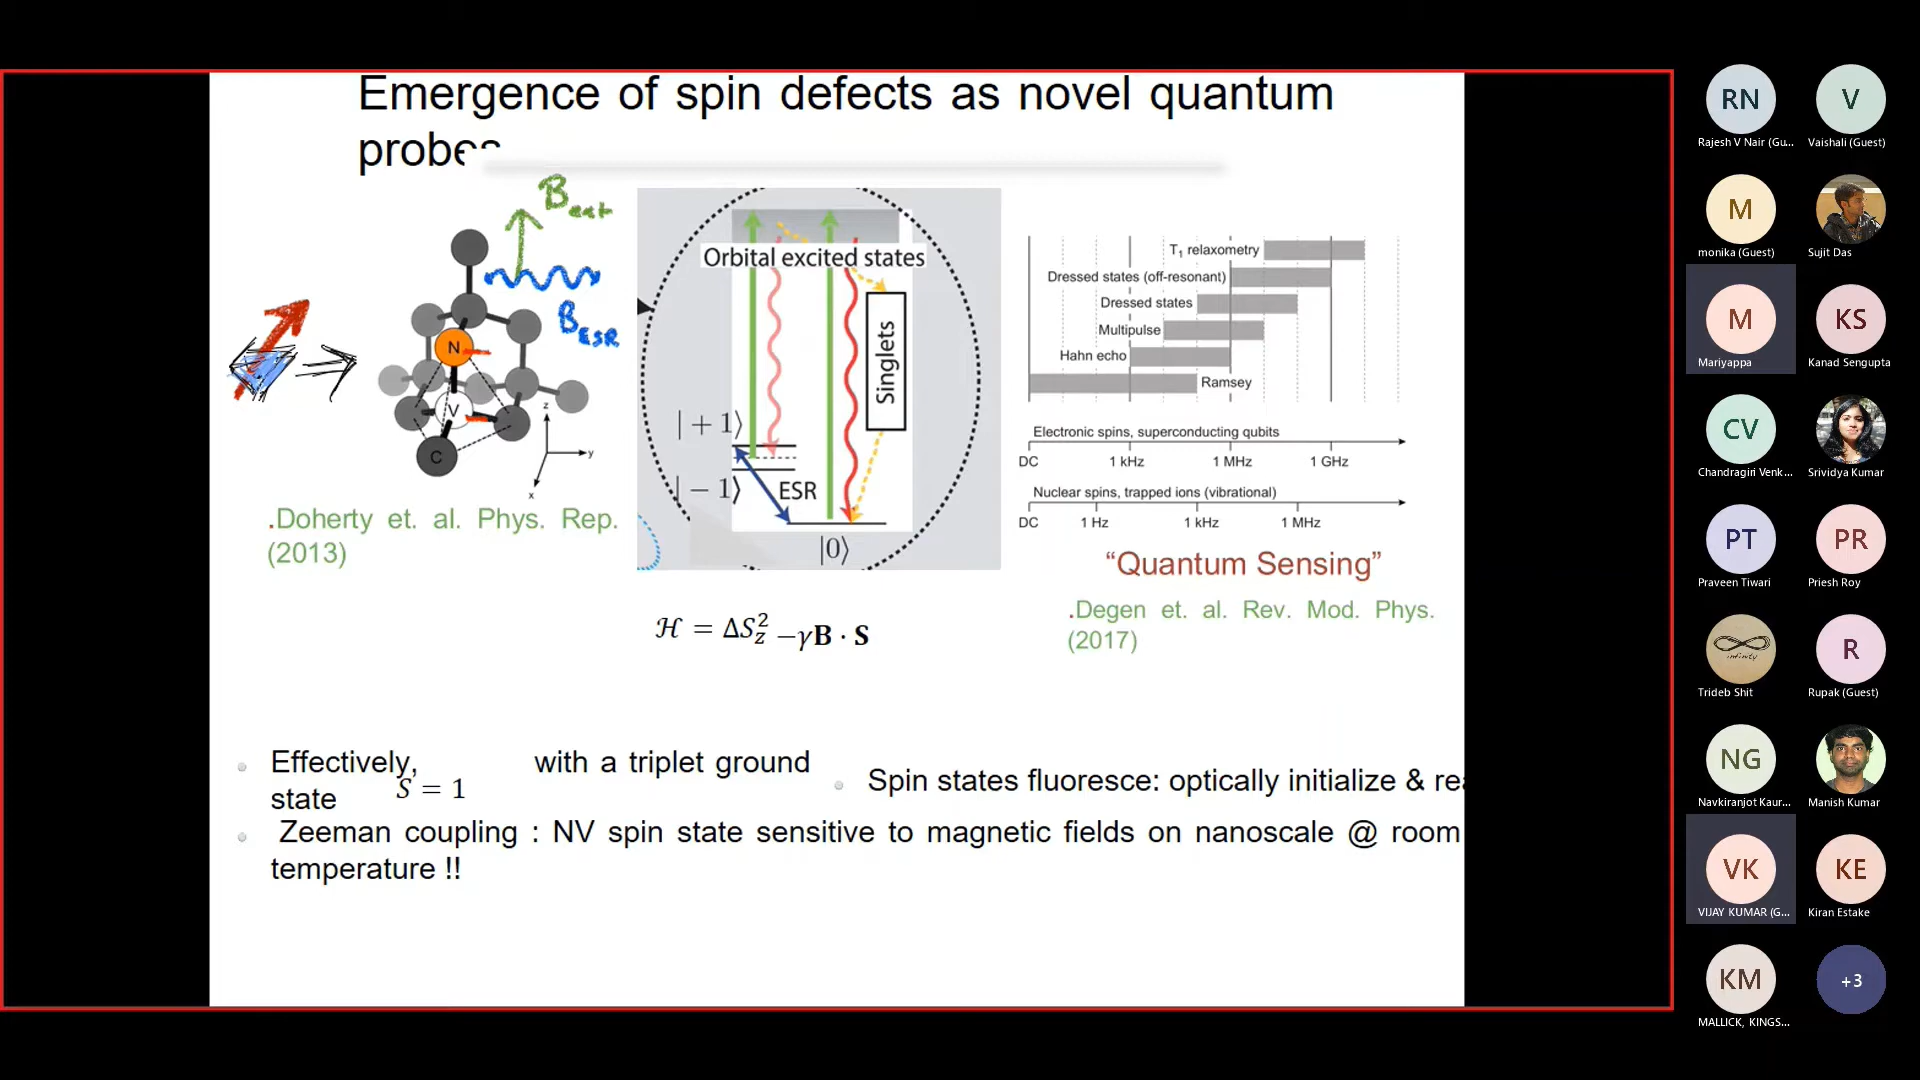 Emergence of spin defects as novel quantum
probes
B ext
B ESR
N
V
C
z
y
x
.Doherty et. al. Phys. Rep.
(2013)
Orbital excited states
Singlets
|+1⟩
|−1⟩
ESR
|0⟩
T1 relaxometry
Dressed states (off-resonant)
Dressed states
Multipulse
Hahn echo
Ramsey
Electronic spins, superconducting qubits
DC 1 kHz 1 MHz 1 GHz
Nuclear spins, trapped ions (vibrational)
DC 1 Hz 1 kHz 1 MHz
“Quantum Sensing”
.Degen et. al. Rev. Mod. Phys.
(2017)
ℋ = ΔS_z^2 −γB · S
Effectively, with a triplet ground
state S = 1
Spin states fluoresce: optically initialize & re
Zeeman coupling : NV spin state sensitive to magnetic fields on nanoscale @ room
temperature !!
RN
Rajesh V Nair (Gu...
V
Vaishali (Guest)
M
monika (Guest)
Sujit Das
M
Mariyappa
KS
Kanad Sengupta
CV
Chandragiri Venk...
Srividya Kumar
PT
Praveen Tiwari
PR
Priesh Roy
infinity
Trideb Shit
R
Rupak (Guest)
NG
Navkiranjot Kaur...
Manish Kumar
VK
VIJAY KUMAR (G...
KE
Kiran Estake
KM
MALLICK, KINGS...
+3